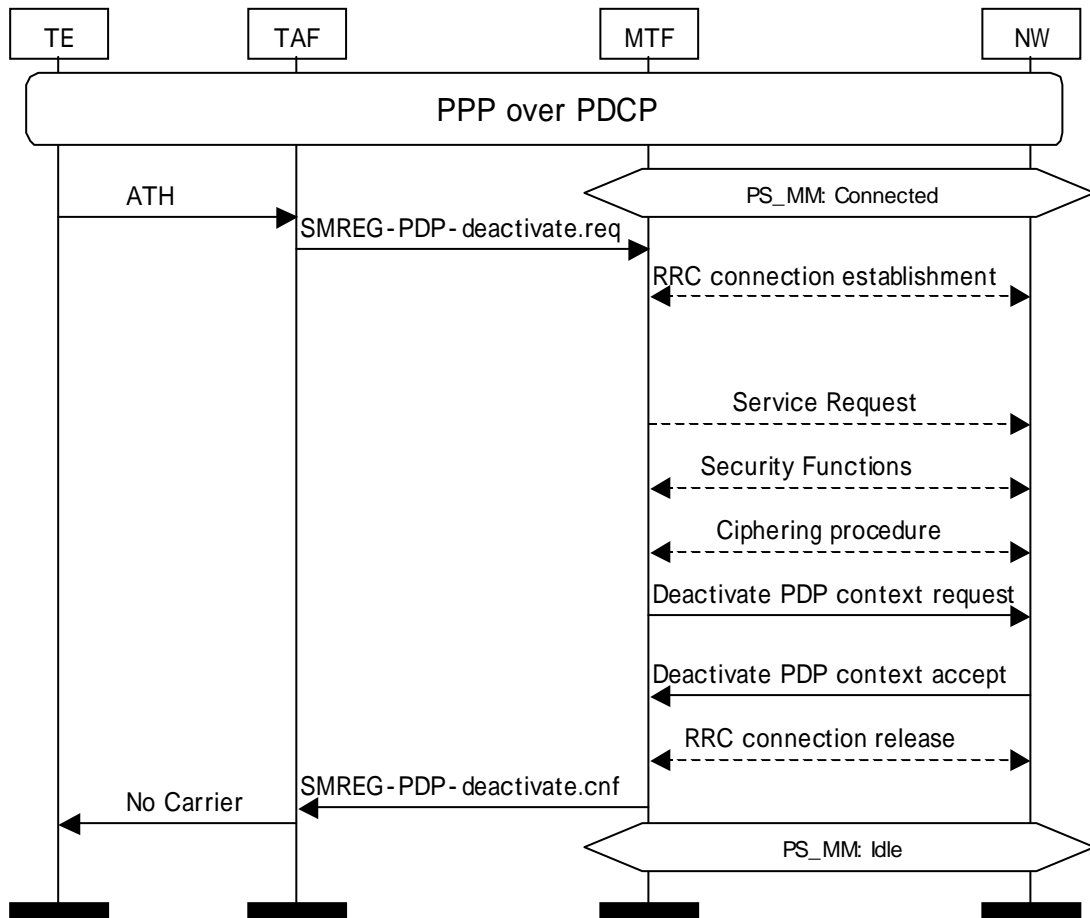 TE
TAF
MTF
NW
PPP over PDCP
ATH
PS_MM: Connected
SMREG-PDP-deactivate.req
RRC connection establishment
Service Request
Security Functions
Ciphering procedure
Deactivate PDP context request
Deactivate PDP context accept
RRC connection release
SMREG-PDP-deactivate.cnf
No Carrier
PS_MM: Idle